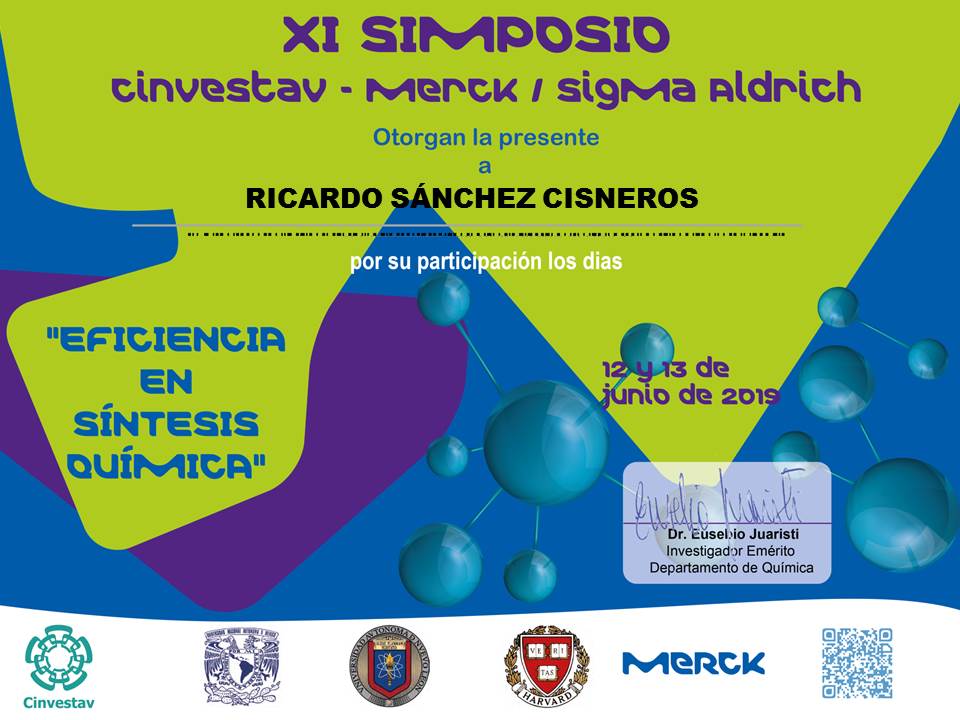 XI SIMPOSIO
Cinvestav - Merck / Sigma Aldrich
Otorgan la presente
a
RICARDO SÁNCHEZ CISNEROS
por su participación los dias
"EFICIENCIA
EN
SÍNTESIS
QUÍMICA"
12 y 13 de
junio de 2019
Eusebio Juaristi
Dr. Eusebio Juaristi
Investigador Emérito
Departamento de Química
Cinvestav
VE RI
TAS
HARVARD
MERCK